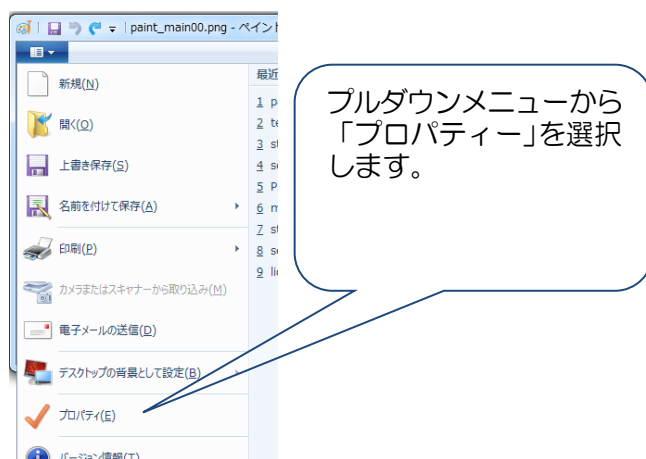 paint_main00.png - ペイント
新規(N)
開く(O)
上書き保存(S)
名前を付けて保存(A)
印刷(P)
カメラまたはスキャナーから取り込み(M)
電子メールの送信(D)
デスクトップの背景として設定(B)
プロパティ(E)
バージョン情報(T)
最近
1 p
2 te
3 st
4 se
5 P
6 m
7 st
8 se
9 lic
プルダウンメニューから
「プロパティー」を選択
します。